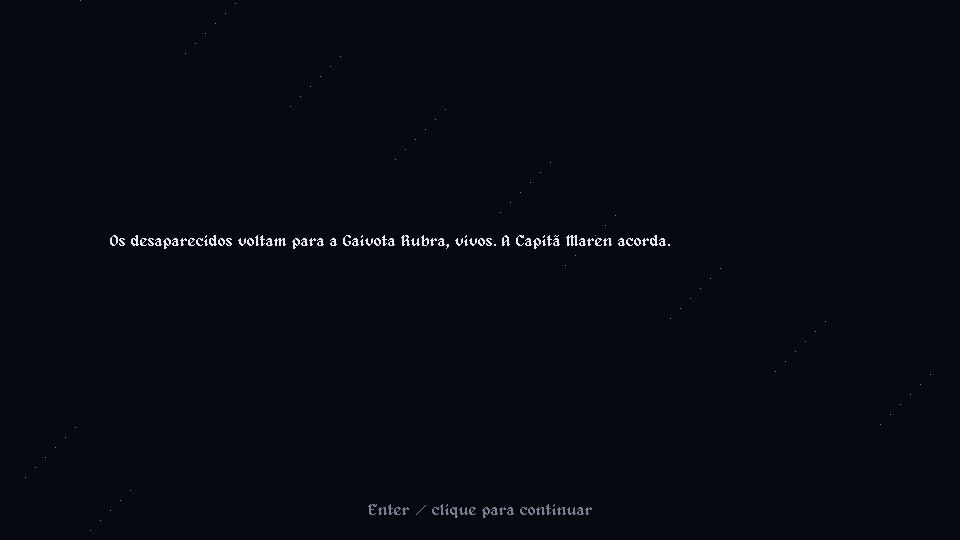 Os desaparecidos voltam para a Gaivota Rubra, vivos. A Capitã Maren acorda.
Enter / clique para continuar